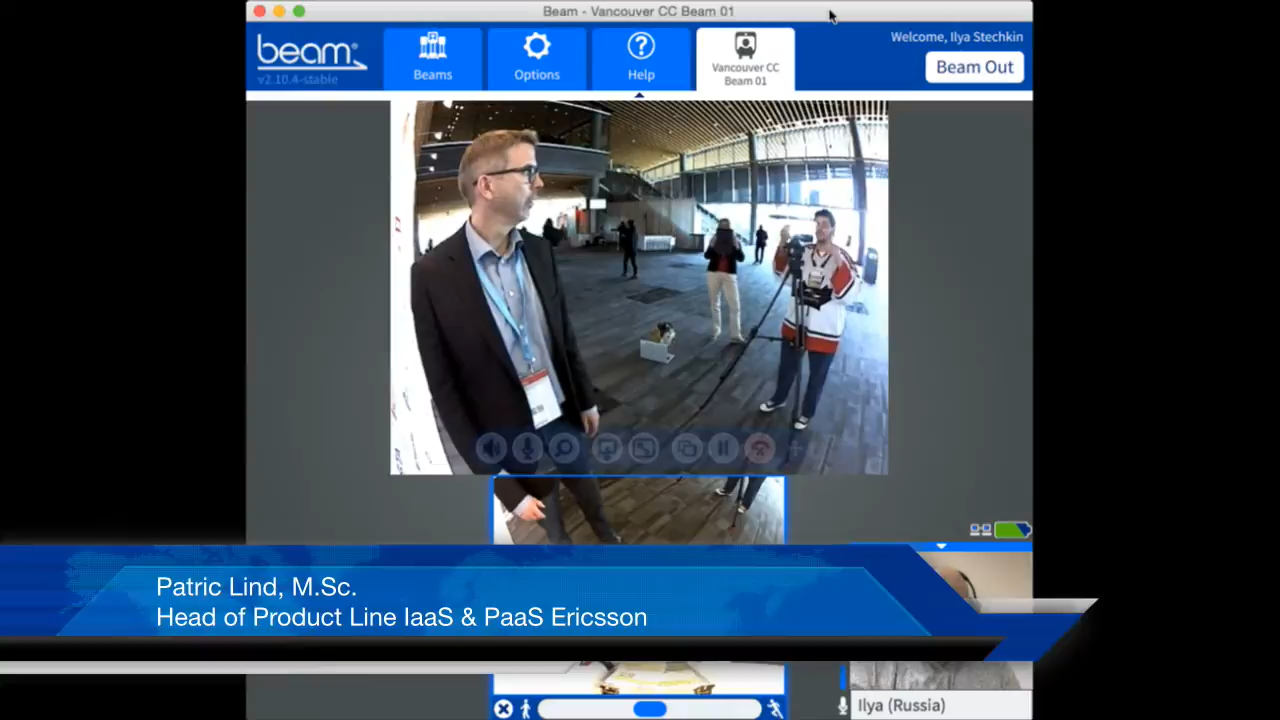 Beam - Vancouver CC Beam 01
beam
v2.10.4-stable
Beams
Options
Help
Vancouver CC
Beam 01
Welcome, Ilya Stechkin
Beam Out
Patric Lind, M.Sc.
Head of Product Line IaaS & PaaS Ericsson
Ilya (Russia)